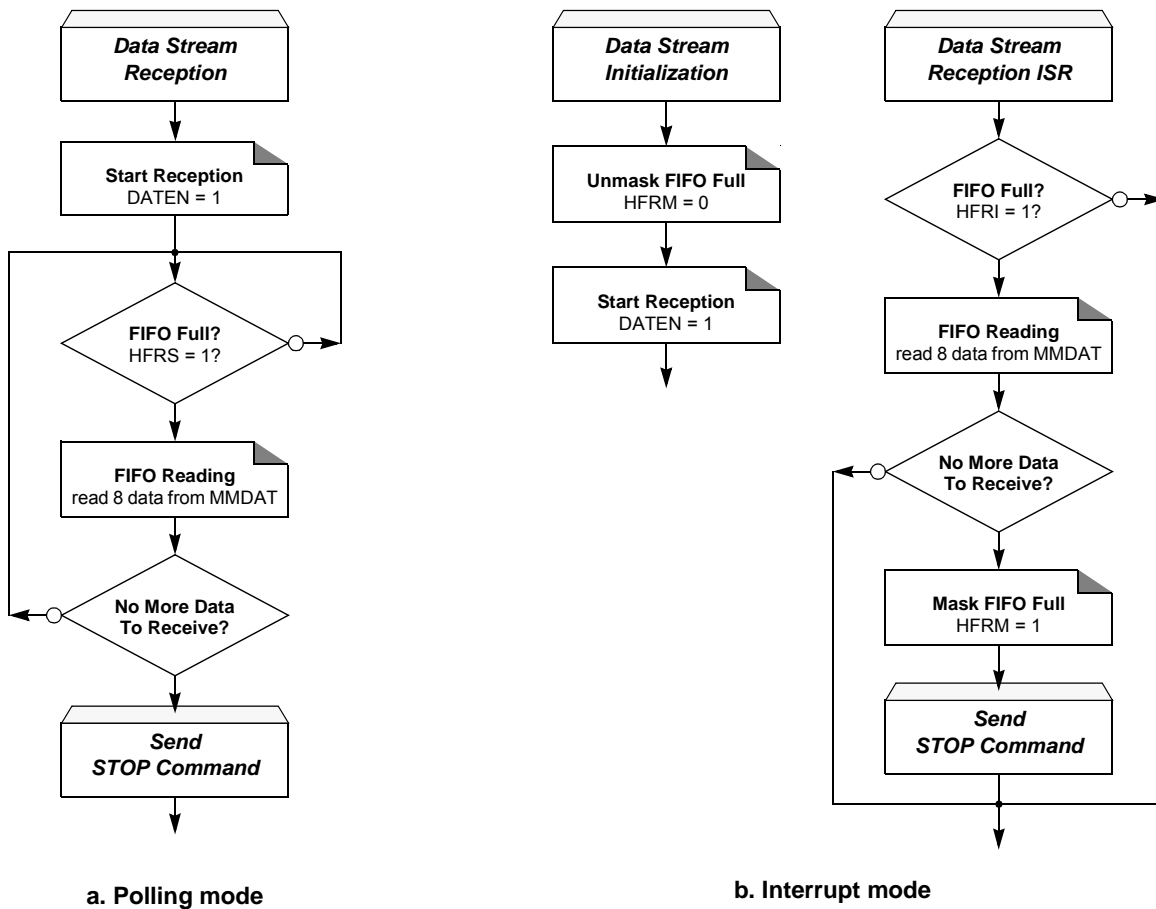 Data Stream
Reception
Start Reception
DATEN = 1
FIFO Full?
HFRS = 1?
FIFO Reading
read 8 data from MMDAT
No More Data
To Receive?
Send
STOP Command
a. Polling mode
Data Stream
Initialization
Unmask FIFO Full
HFRM = 0
Start Reception
DATEN = 1
Data Stream
Reception ISR
FIFO Full?
HFRI = 1?
FIFO Reading
read 8 data from MMDAT
No More Data
To Receive?
Mask FIFO Full
HFRM = 1
Send
STOP Command
b. Interrupt mode